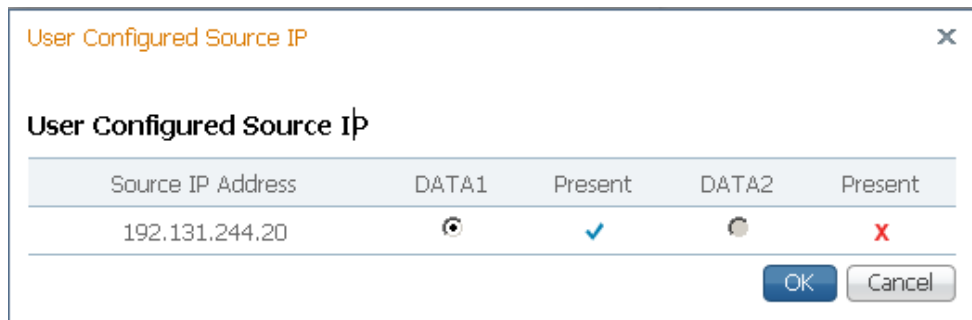 User Configured Source IP
User Configured Source IP
Source IP Address DATA1 Present DATA2 Present
192.131.244.20
OK Cancel